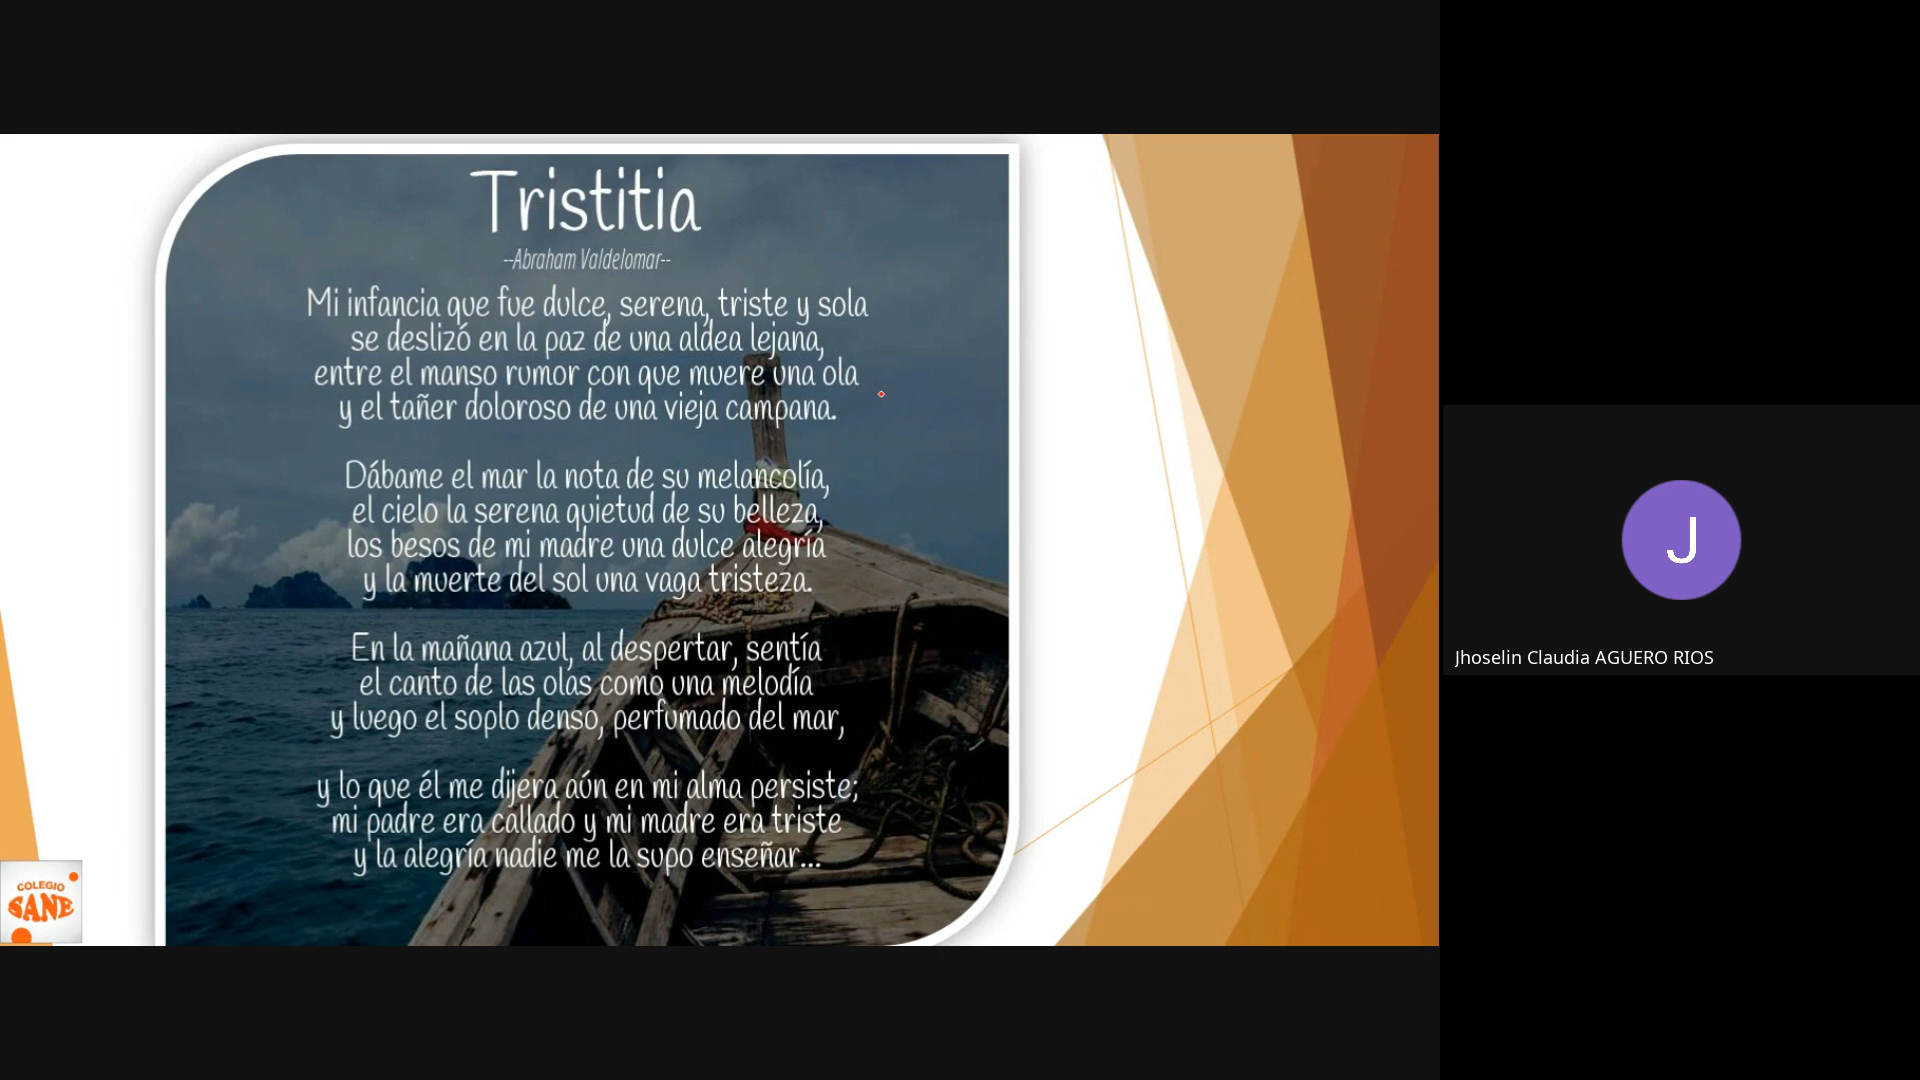 Tristitia
--Abraham Valdelomar--
Mi infancia que fue dulce, serena, triste y sola
se deslizó en la paz de una aldea lejana,
entre el manso rumor con que muere una ola
y el tañer doloroso de una vieja campana.
Dábame el mar la nota de su melancolía,
el cielo la serena quietud de su belleza,
los besos de mi madre una dulce alegría
y la muerte del sol una vaga tristeza.
En la mañana azul, al despertar, sentía
el canto de las olas como una melodía
y luego el soplo denso, perfumado del mar,
y lo que él me dijera aún en mi alma persiste;
mi padre era callado y mi madre era triste
y la alegría nadie me la supo enseñar...
COLEGIO
SANE
J
Jhoselin Claudia AGUERO RIOS